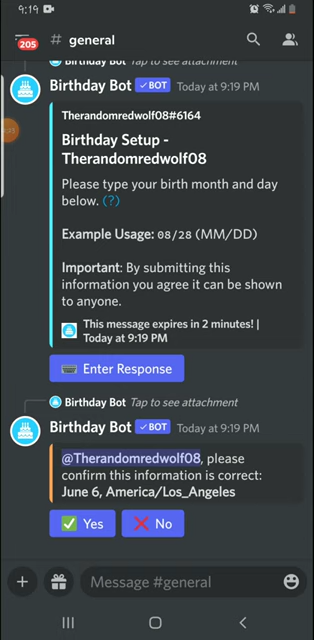 9:19
205
# general
Birthday Bot Tap to see attachment
Birthday Bot ✓ BOT Today at 9:19 PM
Therandomredwolf08#6164
Birthday Setup -
Therandomredwolf08
Please type your birth month and day
below. (?)
Example Usage: 08/28 (MM/DD)
Important: By submitting this
information you agree it can be shown
to anyone.
This message expires in 2 minutes! |
Today at 9:19 PM
Enter Response
Birthday Bot Tap to see attachment
Birthday Bot ✓ BOT Today at 9:19 PM
@Therandomredwolf08, please
confirm this information is correct:
June 6, America/Los_Angeles
Yes
No
Message #general